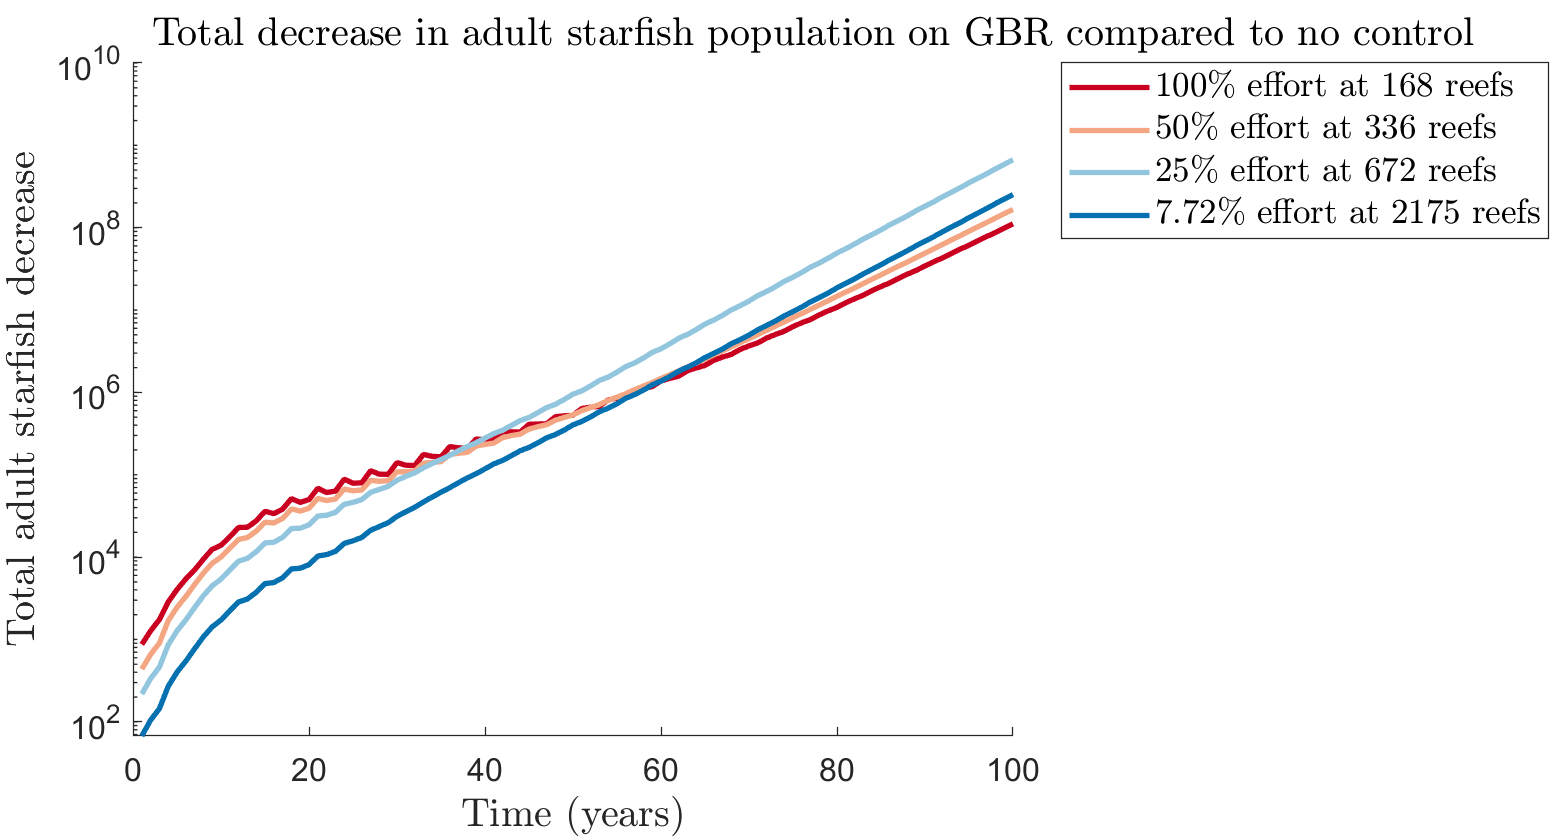 Total decrease in adult starfish population on GBR compared to no control
10^10
10^8
10^6
10^4
10^2
Total adult starfish decrease
0 20 40 60 80 100
Time (years)
100% effort at 168 reefs
50% effort at 336 reefs
25% effort at 672 reefs
7.72% effort at 2175 reefs